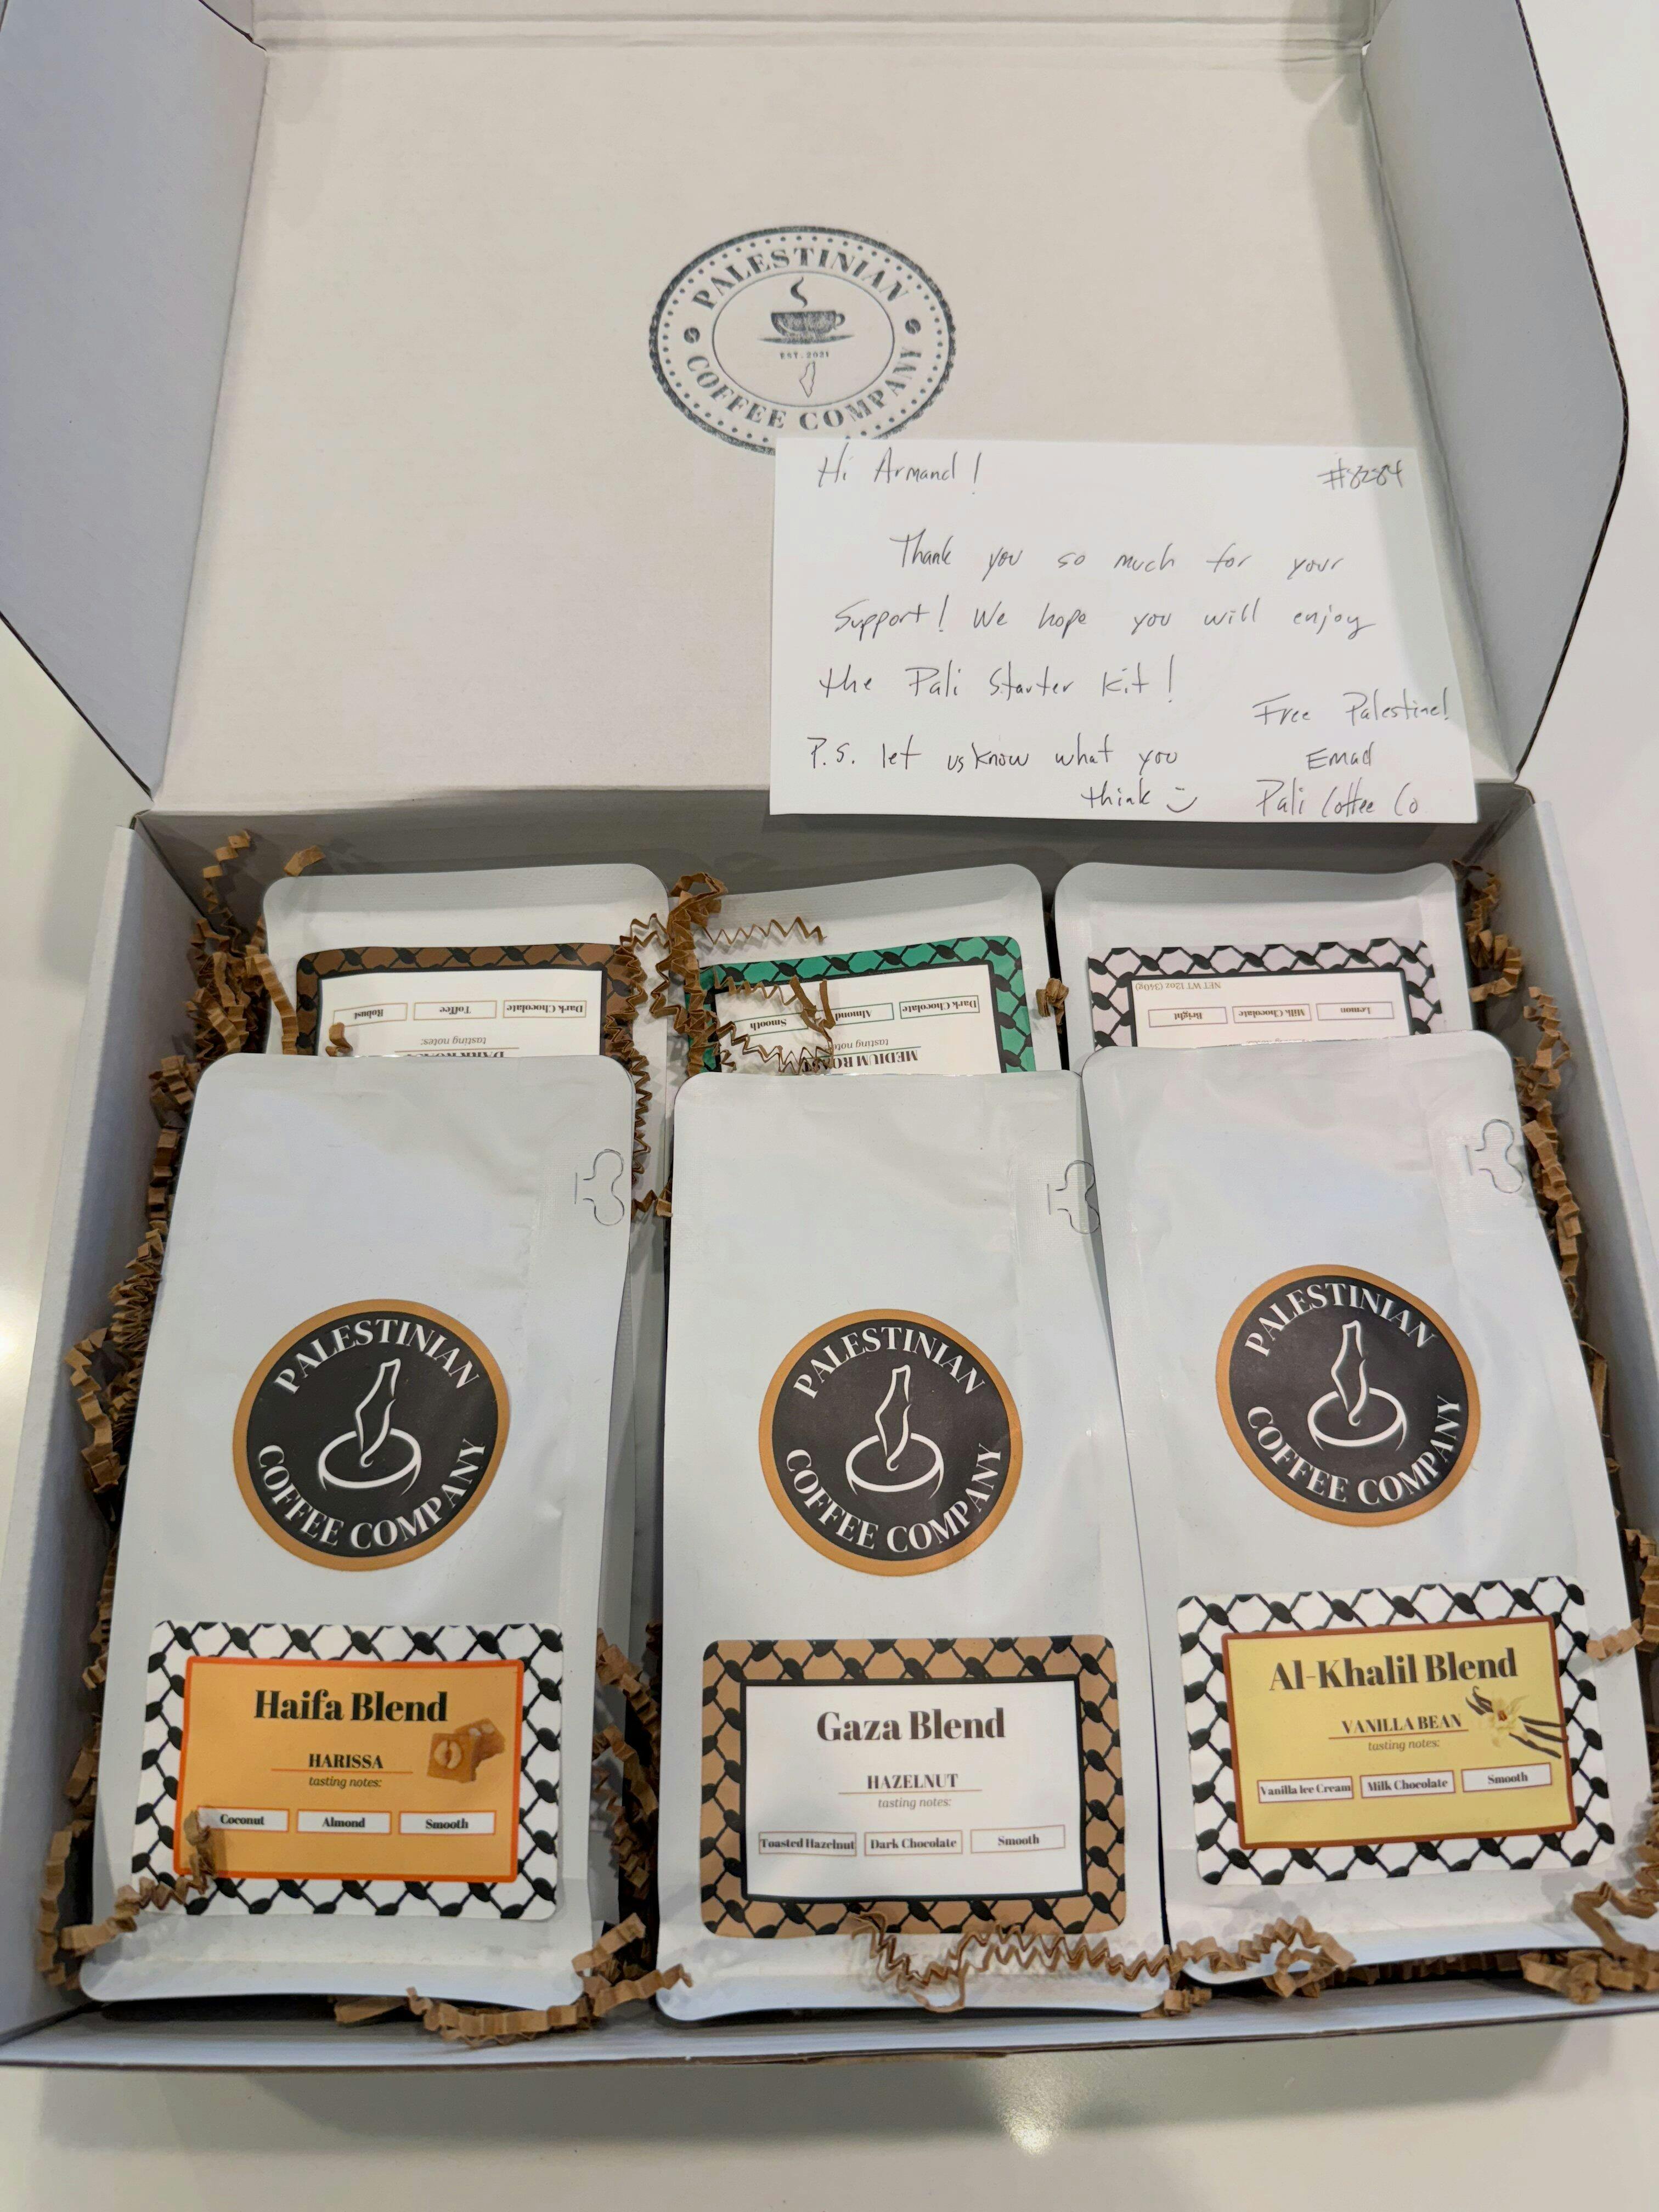 PALESTINIAN
EST. 2021
COFFEE COMPANY
Hi Armand!
#8284
Thank you so much for your
Support! We hope you will enjoy
the Pali Starter Kit!
Free Palestine!
P.S. let us know what you
think
Emad
Pali Coffee Co
Robust
Toffee
Dark Chocolate
tasting notes:
Smooth
Almond
Dark Chocolate
MEDIUM
NET WT 12oz (340g)
Bright
Milk Chocolate
Lemon
PALESTINIAN
COFFEE COMPANY
Haifa Blend
HARISSA
tasting notes:
Coconut Almond Smooth
PALESTINIAN
COFFEE COMPANY
Gaza Blend
HAZELNUT
tasting notes:
Toasted Hazelnut Dark Chocolate Smooth
PALESTINIAN
COFFEE COMPANY
Al-Khalil Blend
VANILLA BEAN
tasting notes:
Vanilla Ice Cream Milk Chocolate Smooth